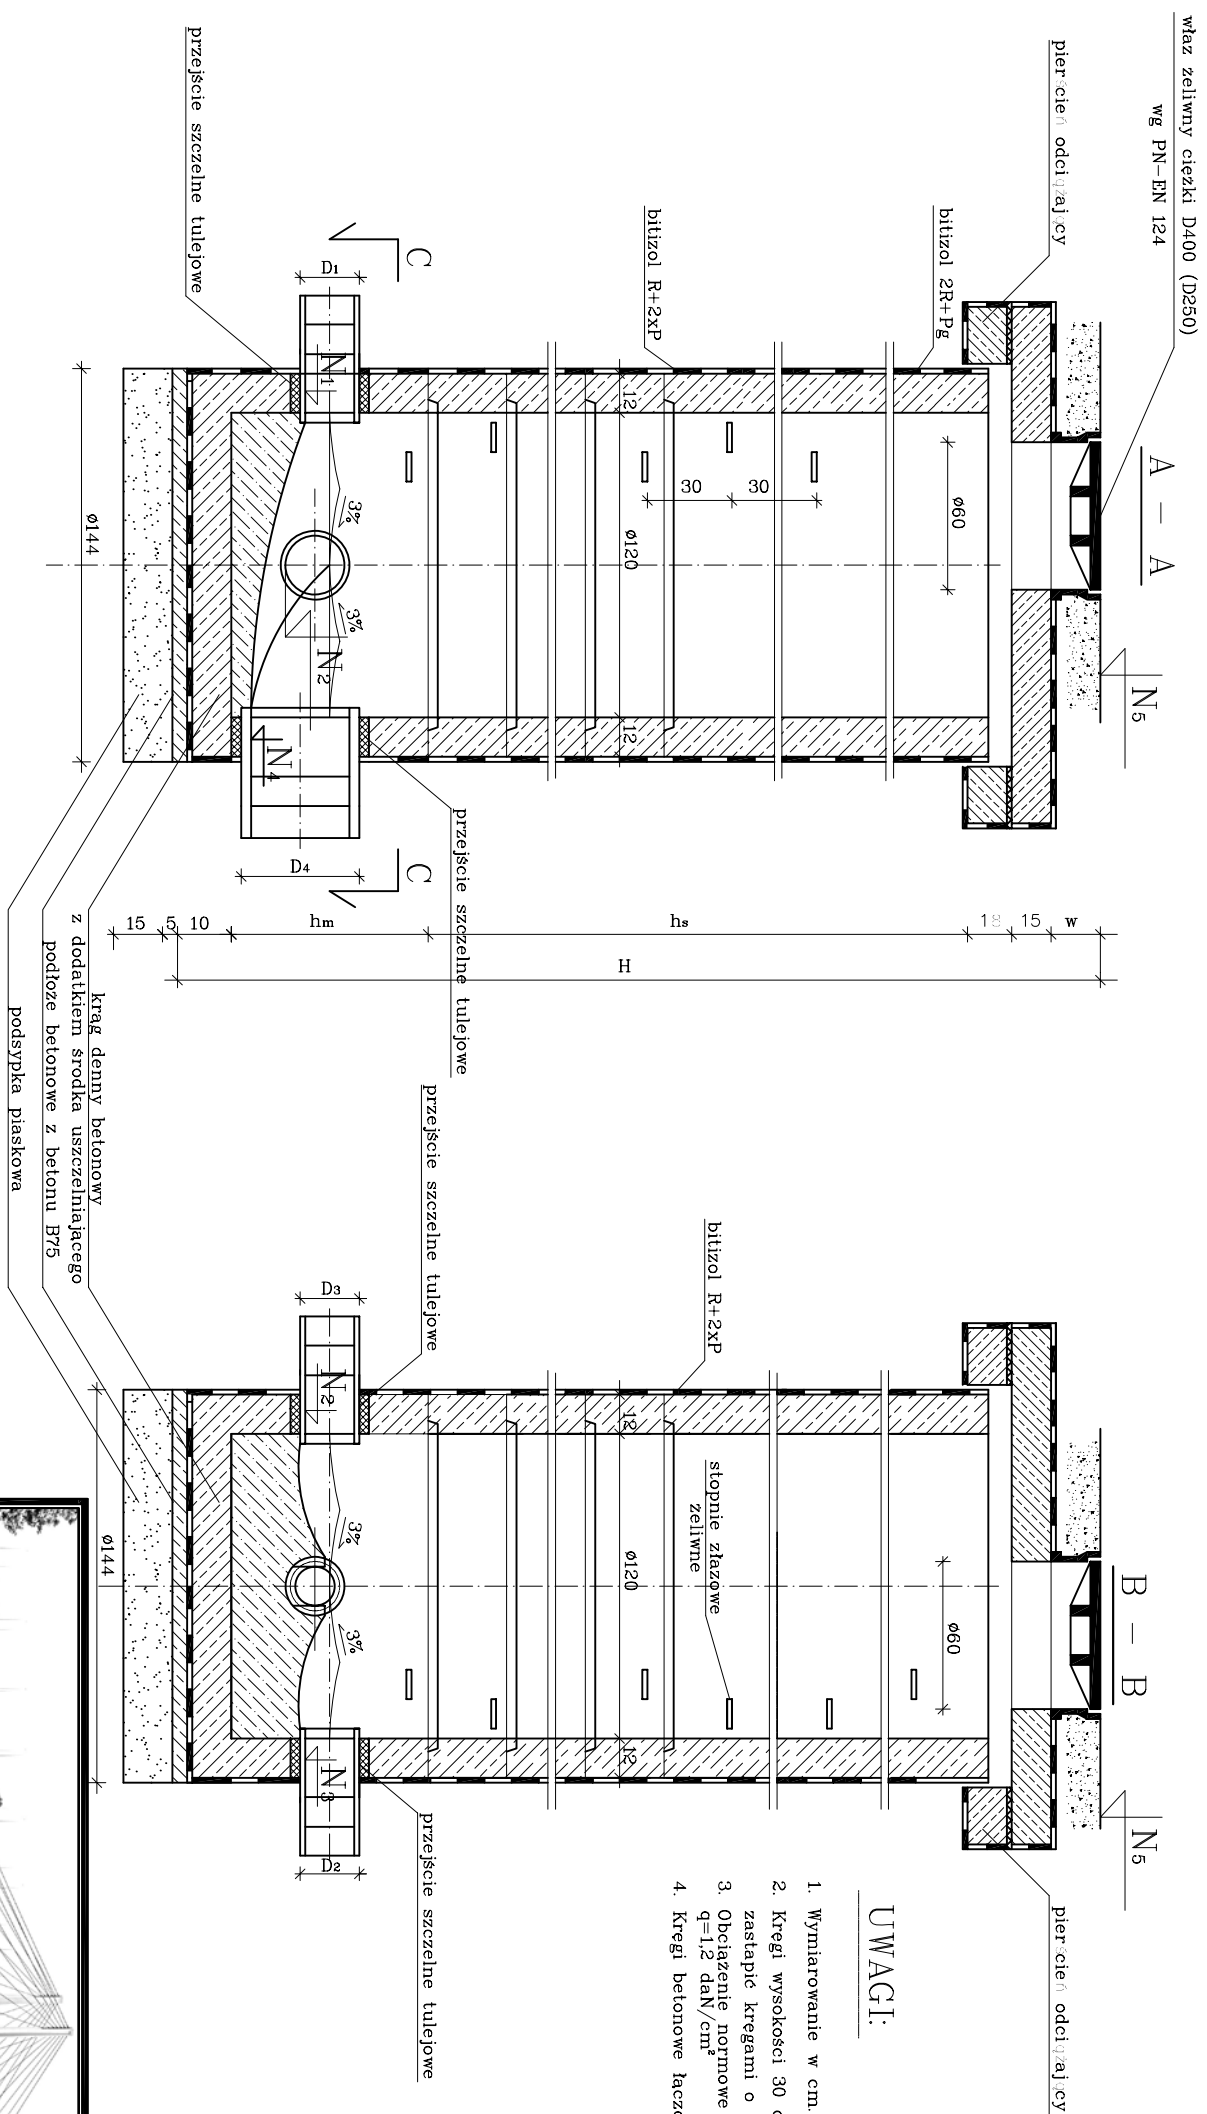 właz żeliwny ciężki D400 (D250)
wg PN-EN 124
pierścień odciążający
bitizol 2R+Pg
bitizol R+2xP
przejście szczelne tulejowe
A - A
N5
C
C
D1
N1
N2
N4
D4
3%
3%
ø60
30
30
12
ø120
12
ø144
przejście szczelne tulejowe
w
15
hs
hm
10
5
15
H
krąg denny betonowy
z dodatkiem środka uszczelniającego
podłoże betonowe z betonu B75
podsypka piaskowa
B - B
N5
przejście szczelne tulejowe
bitizol R+2xP
stopnie złazowe
żeliwne
D3
N2
N3
D2
3%
3%
ø60
12
ø120
12
ø144
przejście szczelne tulejowe
pierścień odciążający
UWAGI:
1. Wymiarowanie w cm.
2. Kręgi wysokości 30
zastąpić kręgami o
3. Obciążenie normowe
q=1,2 daN/cm²
4. Kręgi betonowe